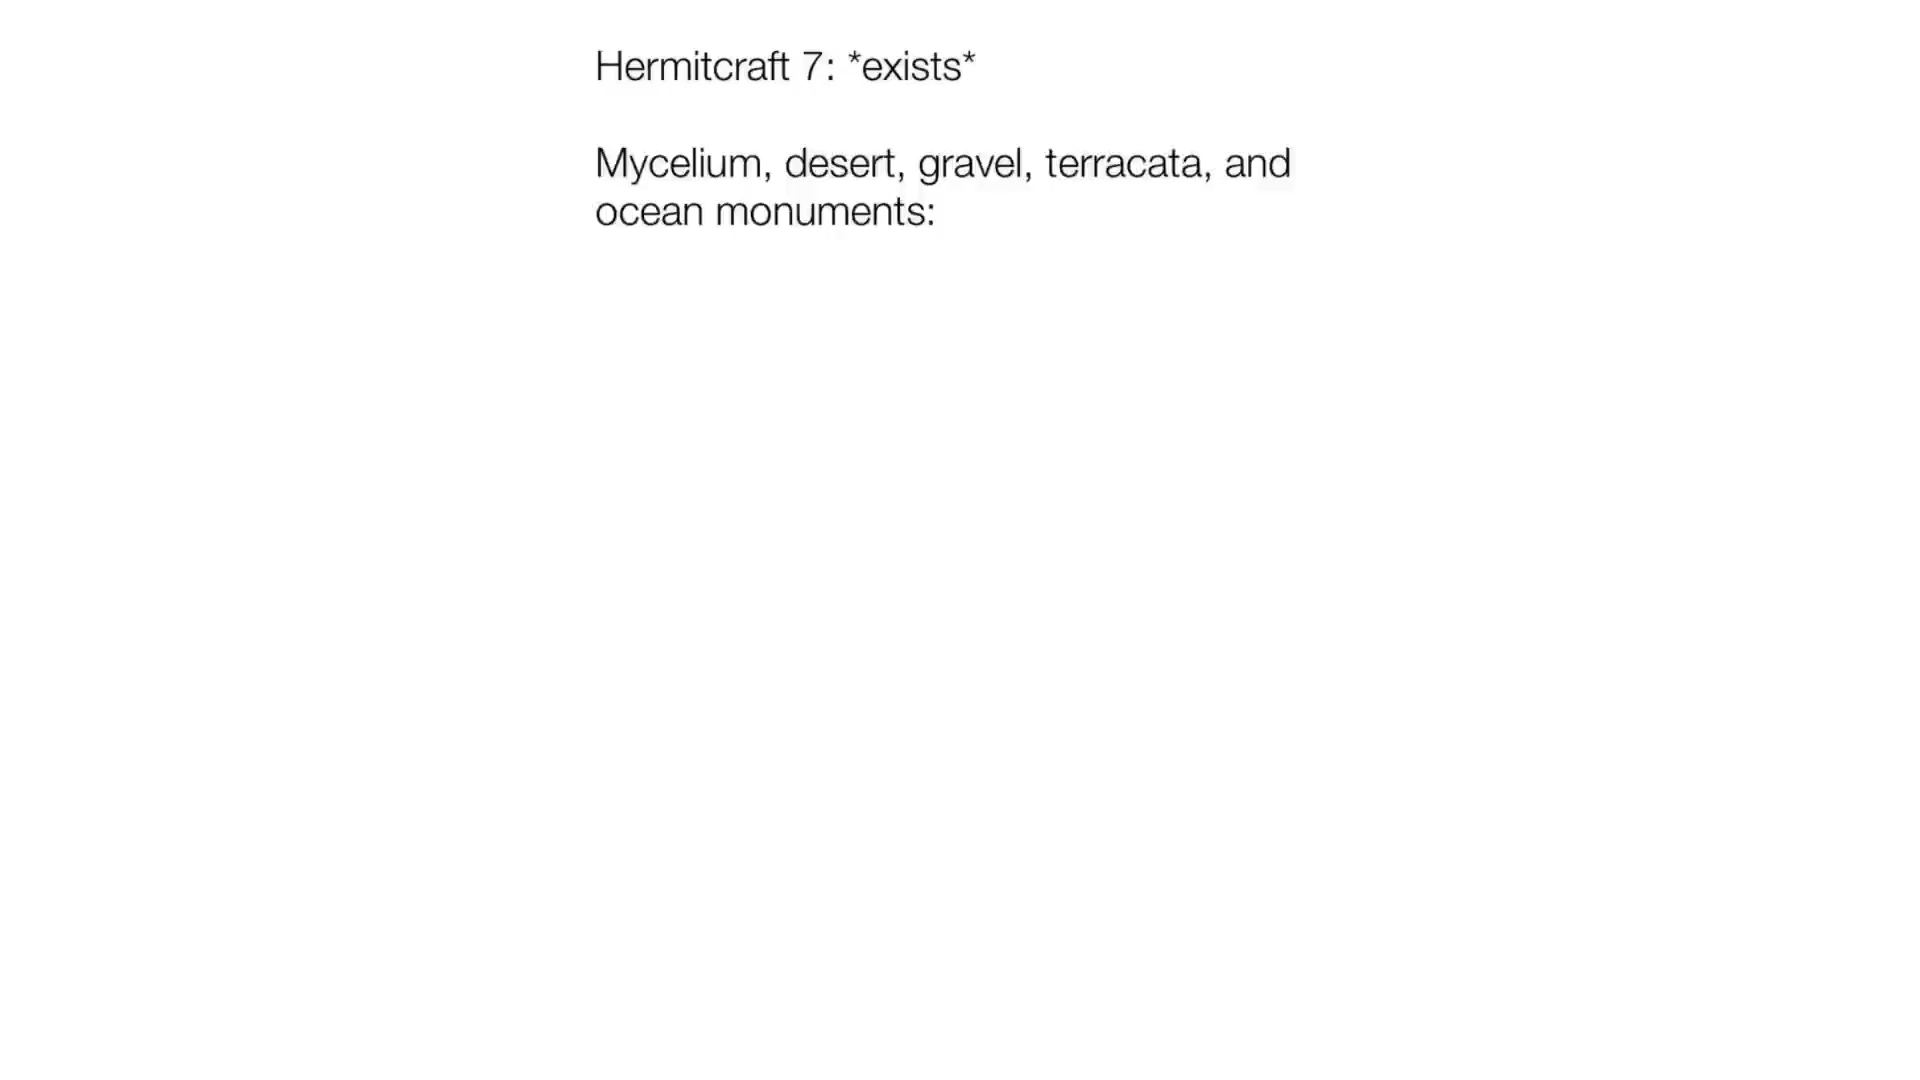 Hermitcraft 7: *exists*
Mycelium, desert, gravel, terracata, and
ocean monuments: